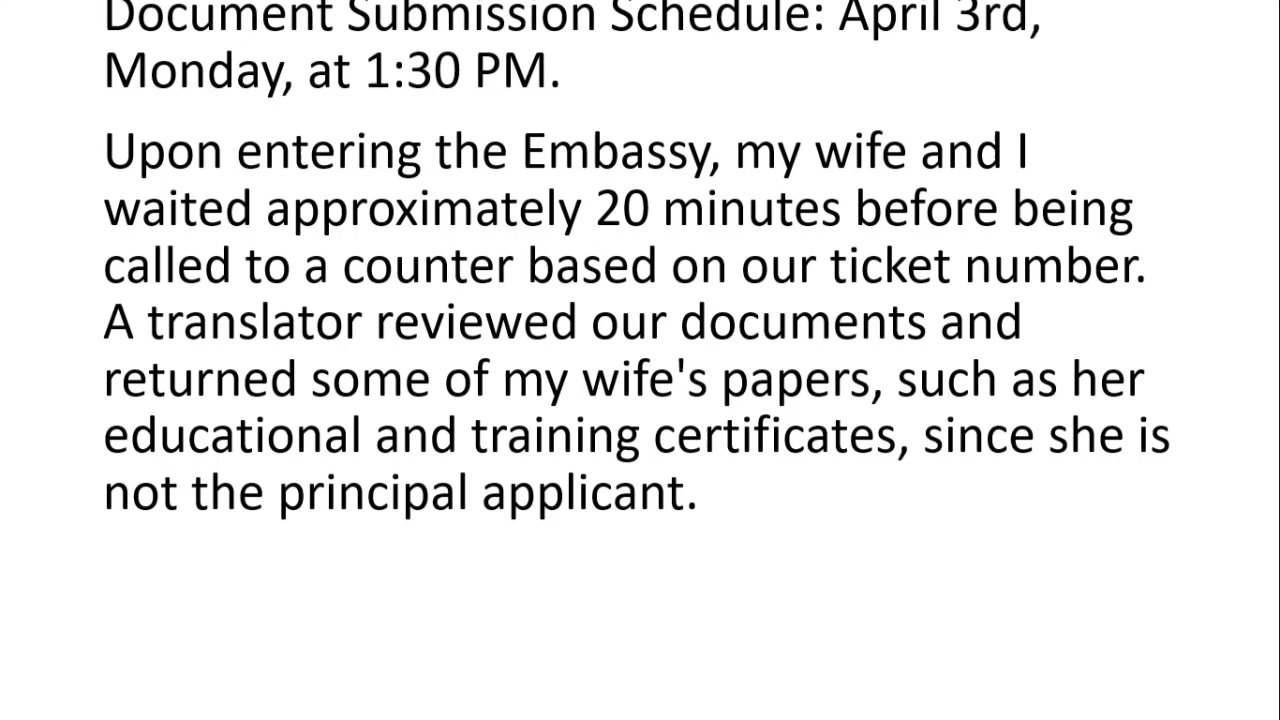 Document Submission Schedule: April 3rd,
Monday, at 1:30 PM.
Upon entering the Embassy, my wife and I
waited approximately 20 minutes before being
called to a counter based on our ticket number.
A translator reviewed our documents and
returned some of my wife's papers, such as her
educational and training certificates, since she is
not the principal applicant.